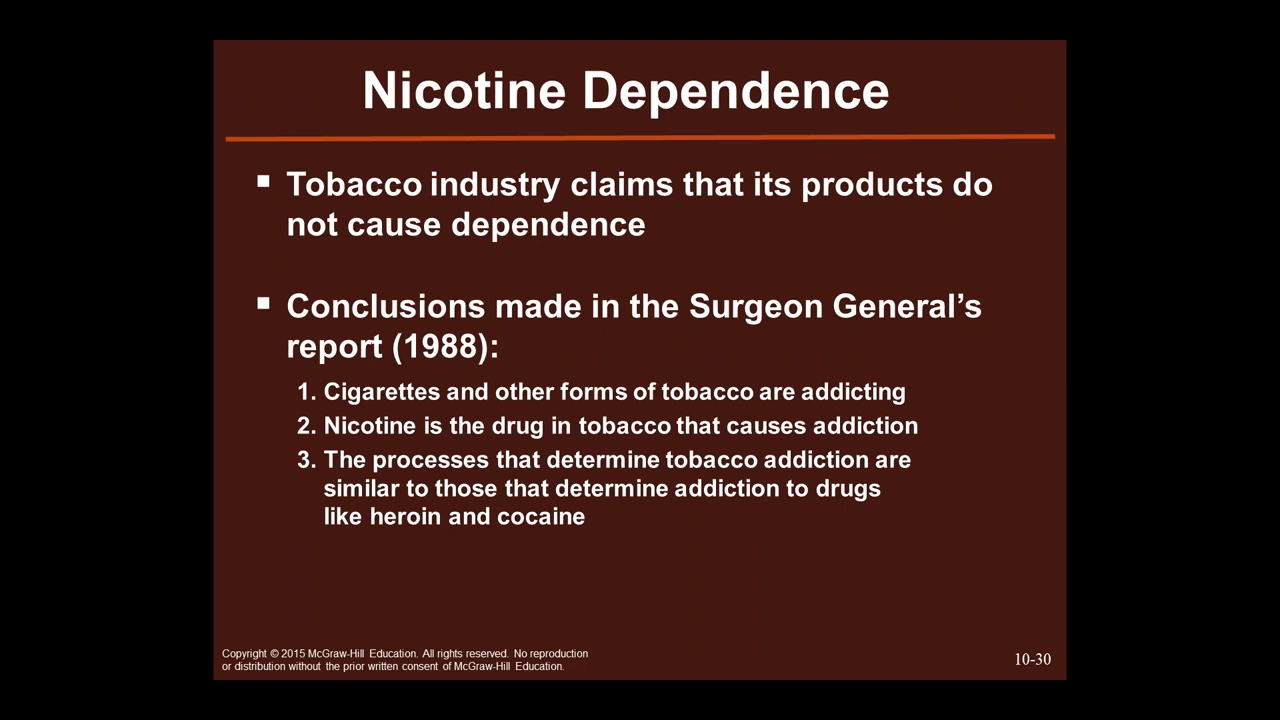 Nicotine Dependence
▪ Tobacco industry claims that its products do
not cause dependence
▪ Conclusions made in the Surgeon General’s
report (1988):
1. Cigarettes and other forms of tobacco are addicting
2. Nicotine is the drug in tobacco that causes addiction
3. The processes that determine tobacco addiction are
similar to those that determine addiction to drugs
like heroin and cocaine
Copyright © 2015 McGraw-Hill Education. All rights reserved. No reproduction
or distribution without the prior written consent of McGraw-Hill Education.
10-30